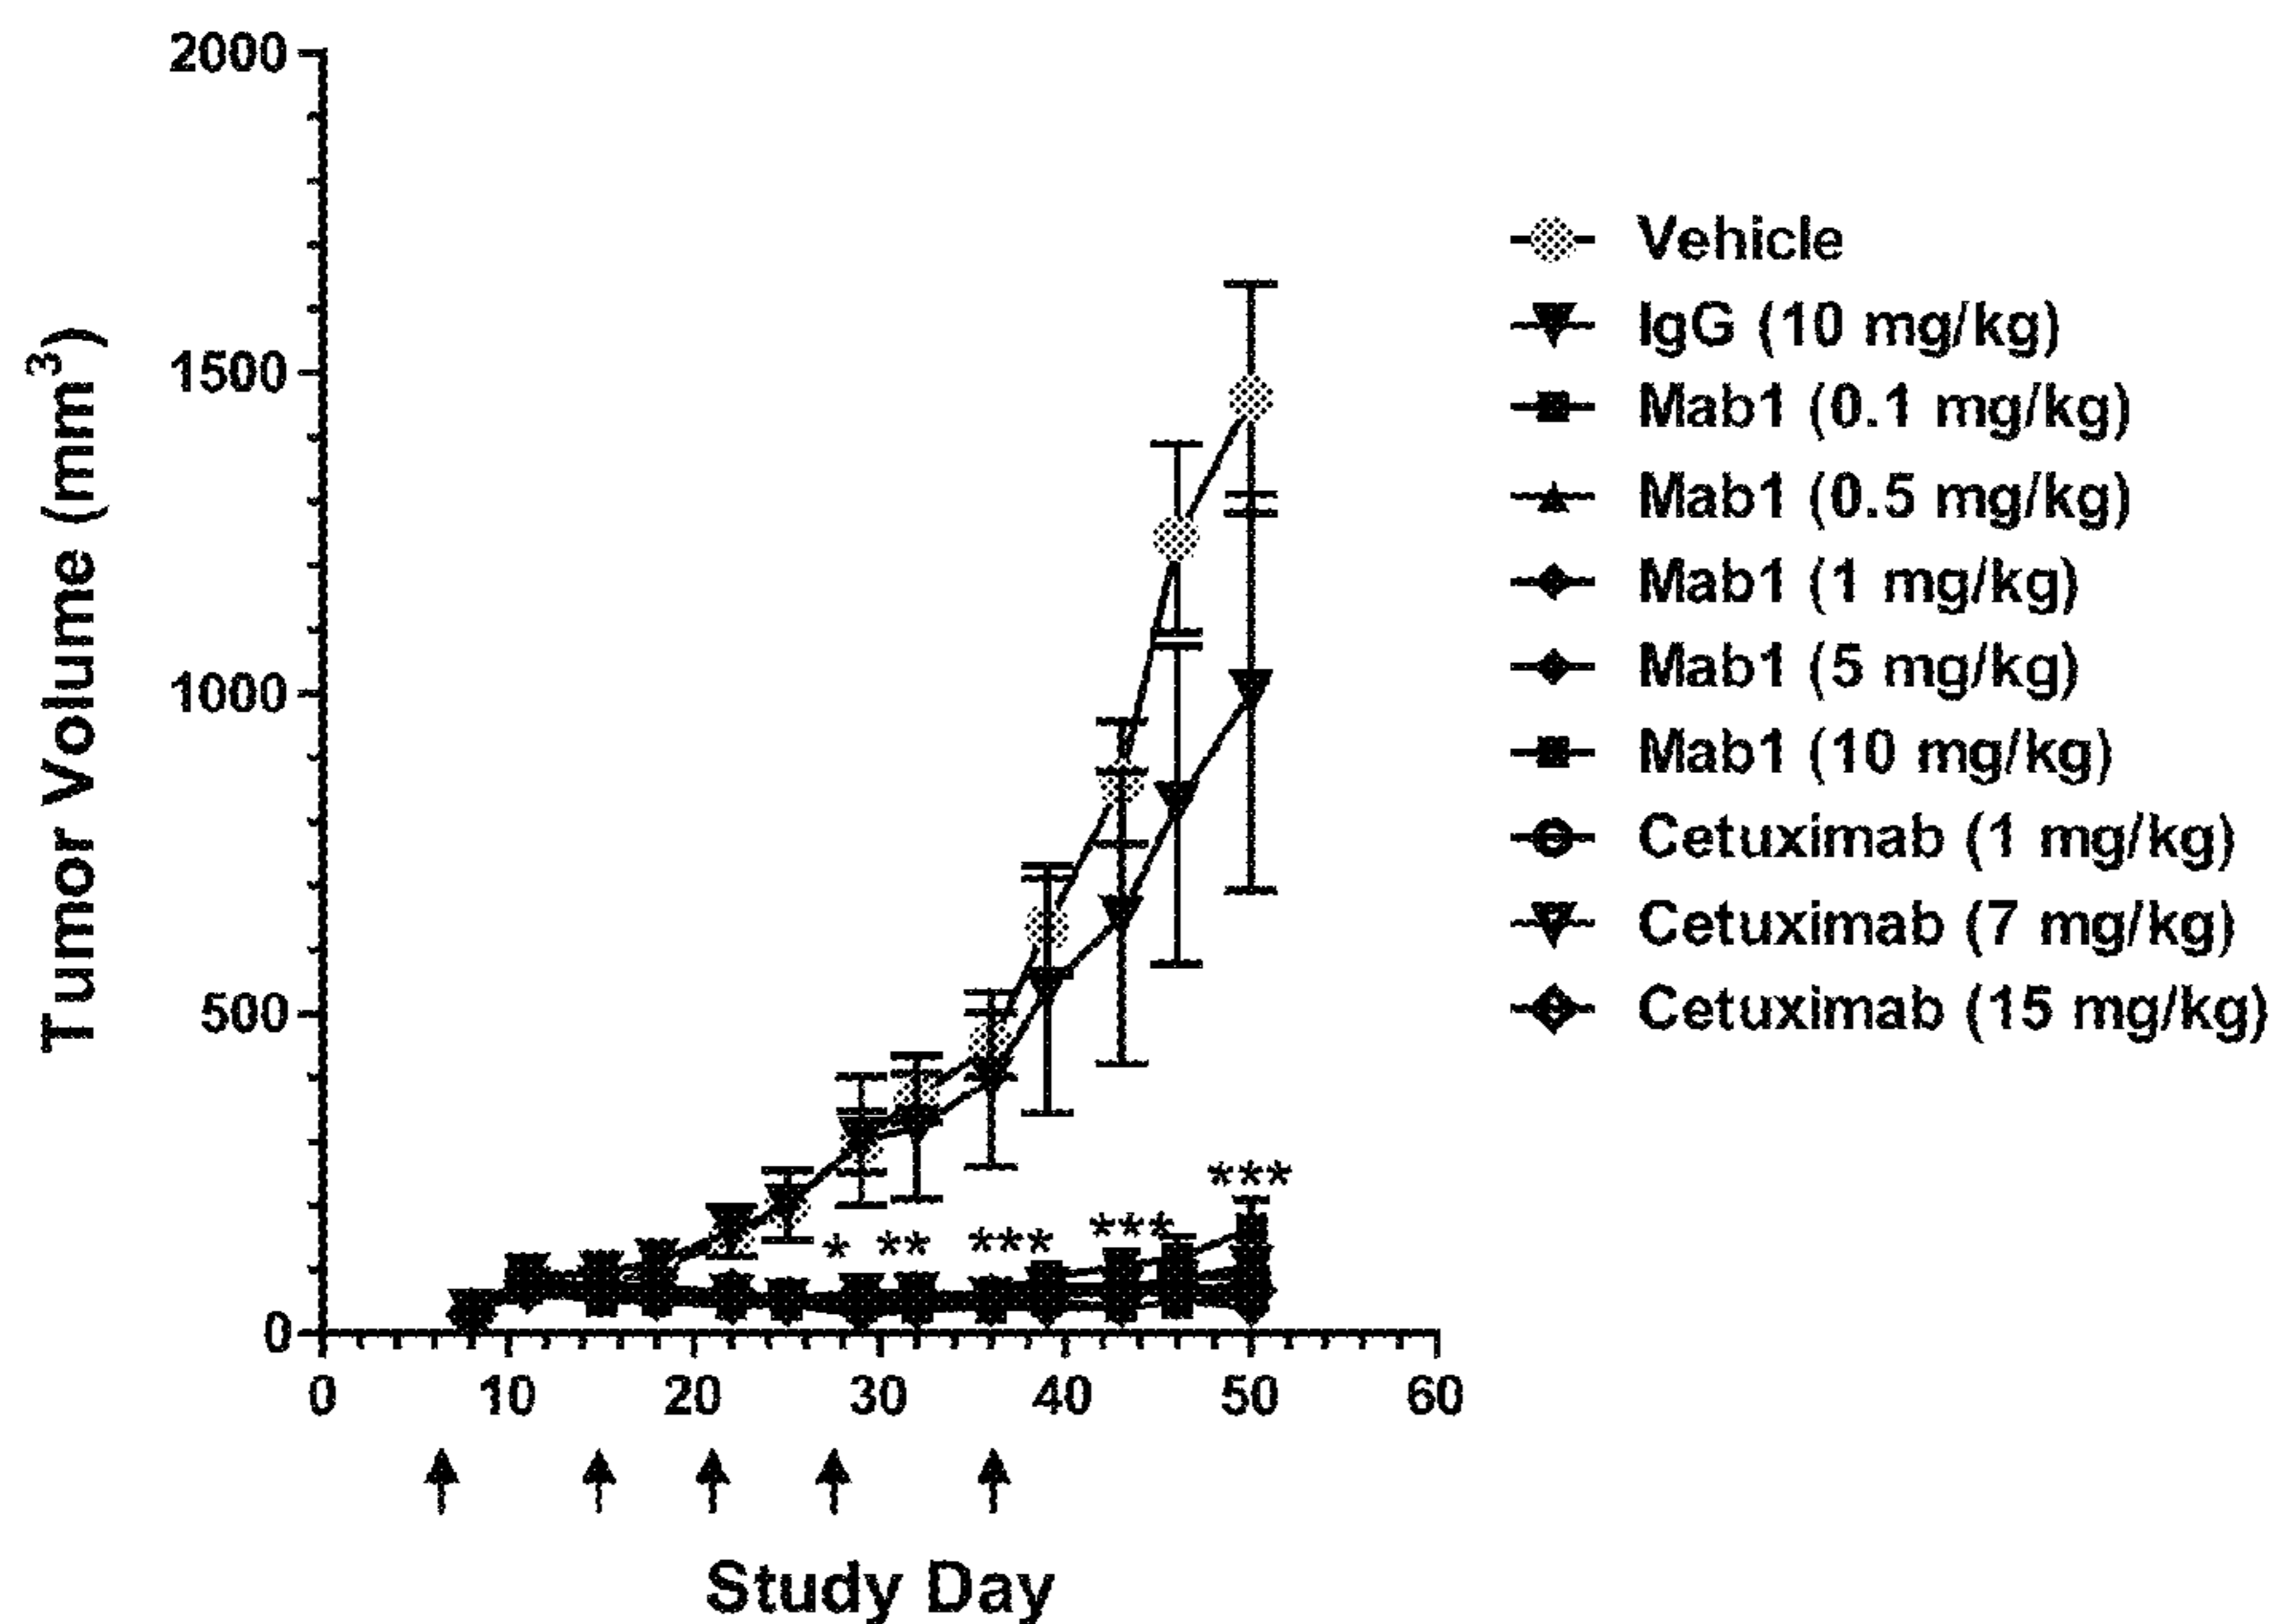 Tumor Volume (mm³)
2000
1500
1000
500
0
0 10 20 30 40 50 60
Study Day
* ** *** *** ***
Vehicle
IgG (10 mg/kg)
Mab1 (0.1 mg/kg)
Mab1 (0.5 mg/kg)
Mab1 (1 mg/kg)
Mab1 (5 mg/kg)
Mab1 (10 mg/kg)
Cetuximab (1 mg/kg)
Cetuximab (7 mg/kg)
Cetuximab (15 mg/kg)